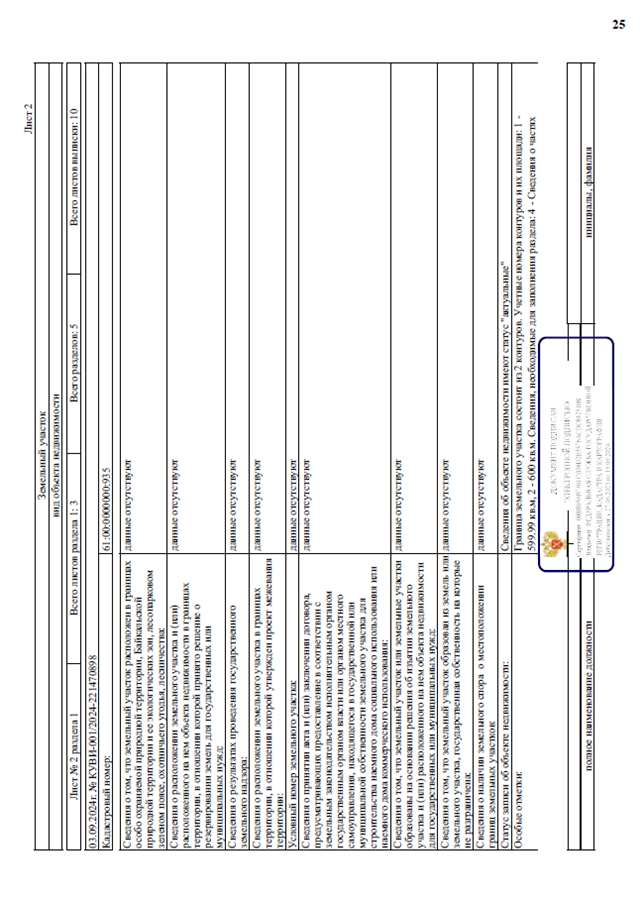 25
Лист 2
Земельный участок
вид объекта недвижимости
Лист № 2 раздела 1 Всего листов раздела 1: 3 Всего разделов: 5 Всего листов выписки: 10
03.09.2024г. № КУВИ-001/2024-221470898
Кадастровый номер: 61:00:0000000:935
Сведения о том, что земельный участок расположен в границах данные отсутствуют
особо охраняемой природной территории, Байкальской
природной территории и ее экологических зон, лесопарковом
зеленом поясе, охотничьего угодья, лесничества:
Сведения о расположении земельного участка и (или) данные отсутствуют
расположенного на нем объекта недвижимости в границах
территории, в отношении которой принято решение о
резервировании земель для государственных или
муниципальных нужд:
Сведения о результатах проведения государственного данные отсутствуют
земельного надзора:
Сведения о расположении земельного участка в границах данные отсутствуют
территории, в отношении которой утвержден проект межевания
территории:
Условный номер земельного участка: данные отсутствуют
Сведения о принятии акта и (или) заключении договора, данные отсутствуют
предусматривающих предоставление в соответствии с
земельным законодательством исполнительным органом
государственным органом власти или органом местного
самоуправления, находящегося в государственной или
муниципальной собственности земельного участка для
строительства наемного дома социального использования или
наемного дома коммерческого использования:
Сведения о том, что земельный участок или земельные участки данные отсутствуют
образованы на основании решения об изъятии земельного
участка и (или) расположенного на нем объекта недвижимости
для государственных или муниципальных нужд:
Сведения о том, что земельный участок образован из земель или данные отсутствуют
земельного участка, государственная собственность на которые
не разграничена:
Сведения о наличии земельного спора о местоположении данные отсутствуют
границ земельных участков:
Статус записи об объекте недвижимости: Сведения об объекте недвижимости имеют статус "актуальные"
Особые отметки: Граница земельного участка состоит из 2 контуров. Учетные номера контуров и их площади: 1 -
599.99 кв.м, 2 - 600 кв.м. Сведения, необходимые для заполнения раздела: 4 - Сведения о частях
ДОКУМЕНТ ПОДПИСАН
ЭЛЕКТРОННОЙ ПОДПИСЬЮ
полное наименование должности инициалы, фамилия